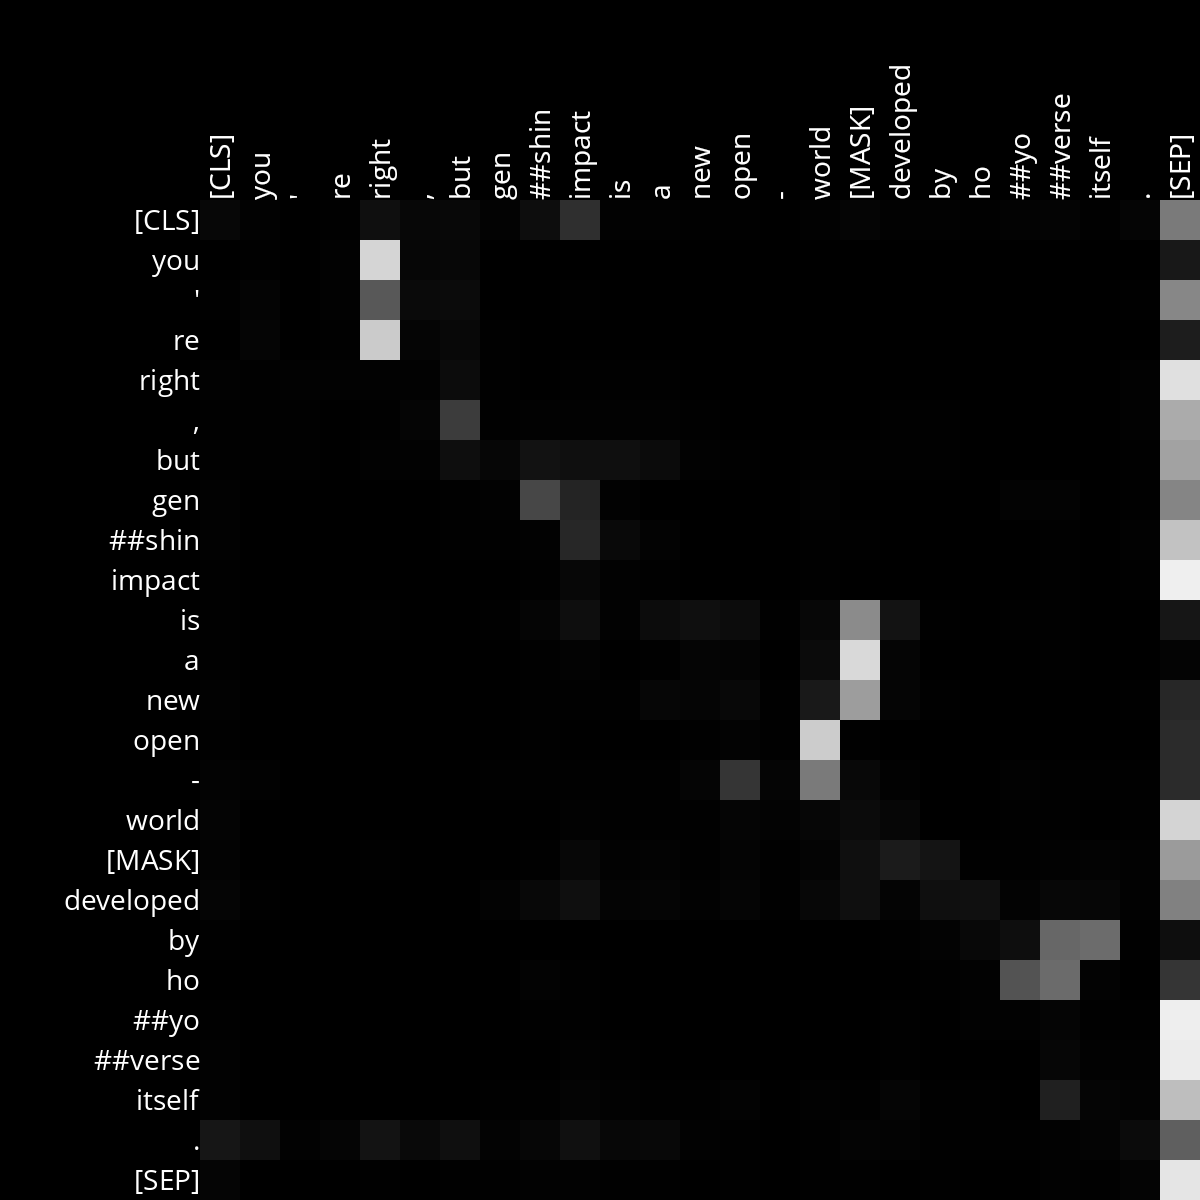 [CLS] you ' re right , but gen ##shin impact is a new open - world [MASK] developed by ho ##yo ##verse itself . [SEP]
[CLS]
you
'
re
right
,
but
gen
##shin
impact
is
a
new
open
-
world
[MASK]
developed
by
ho
##yo
##verse
itself
.
[SEP]